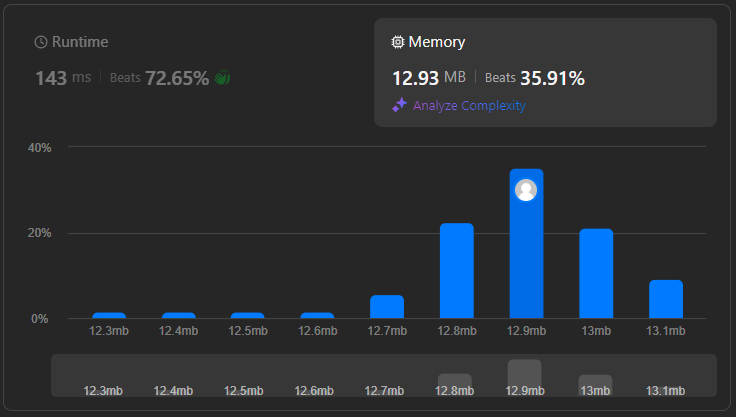 Runtime
143 ms | Beats 72.65%
Memory
12.93 MB | Beats 35.91%
Analyze Complexity
40%
20%
0%
12.3mb 12.4mb 12.5mb 12.6mb 12.7mb 12.8mb 12.9mb 13mb 13.1mb
12.3mb 12.4mb 12.5mb 12.6mb 12.7mb 12.8mb 12.9mb 13mb 13.1mb